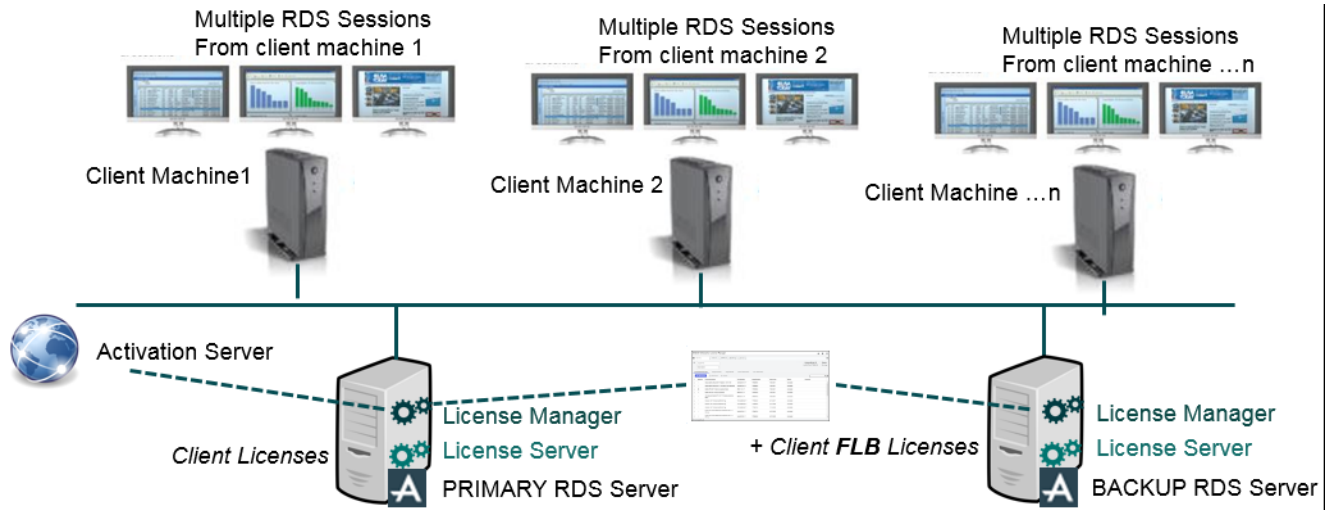 Multiple RDS Sessions
From client machine 1
Multiple RDS Sessions
From client machine 2
Multiple RDS Sessions
From client machine …n
Client Machine1
Client Machine 2
Client Machine …n
Activation Server
License Manager
License Server
Client Licenses
PRIMARY RDS Server
+ Client FLB Licenses
License Manager
License Server
BACKUP RDS Server